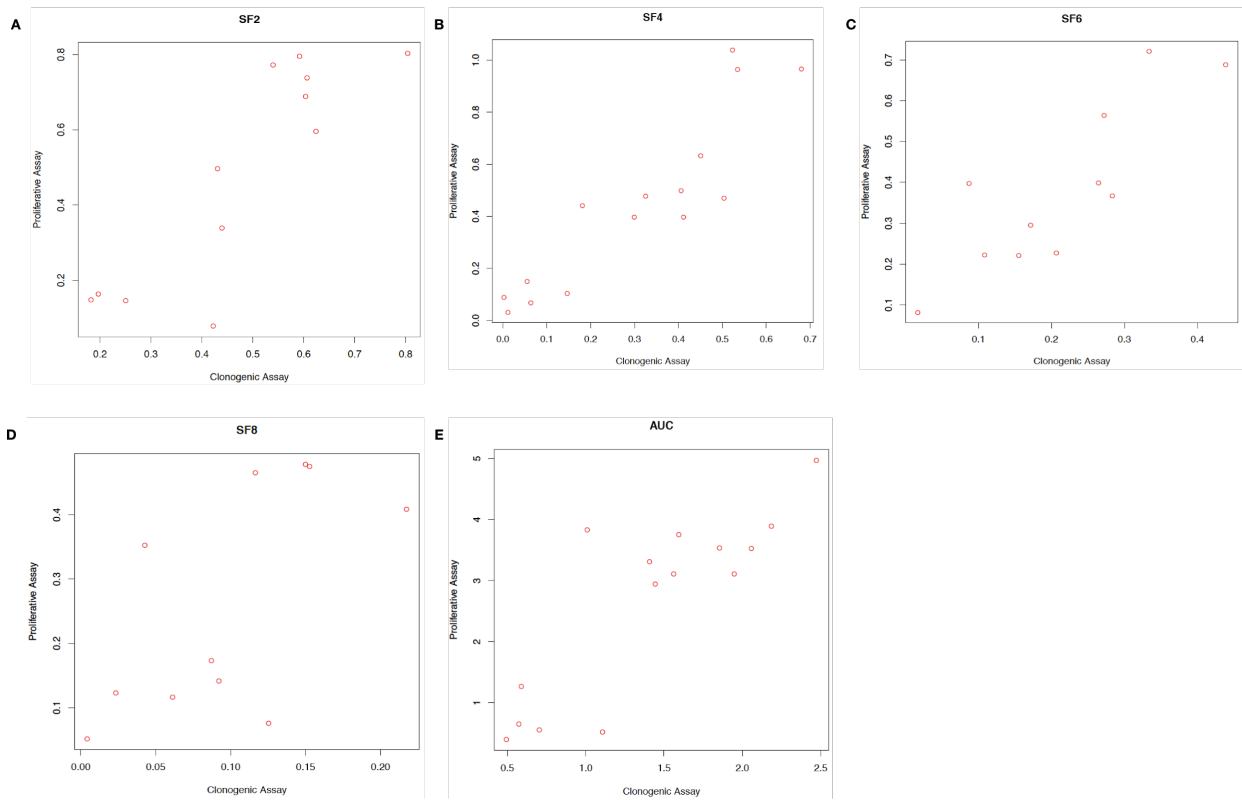 A
SF2
Proliferative Assay
0.8
0.6
0.4
0.2
0.2 0.3 0.4 0.5 0.6 0.7 0.8
Clonogenic Assay
B
SF4
Proliferative Assay
1.0
0.8
0.6
0.4
0.2
0.0
0.0 0.1 0.2 0.3 0.4 0.5 0.6 0.7
Clonogenic Assay
C
SF6
Proliferative Assay
0.7
0.6
0.5
0.4
0.3
0.2
0.1
0.1 0.2 0.3 0.4
Clonogenic Assay
D
SF8
Proliferative Assay
0.4
0.3
0.2
0.1
0.00 0.05 0.10 0.15 0.20
Clonogenic Assay
E
AUC
Proliferative Assay
5
4
3
2
1
0.5 1.0 1.5 2.0 2.5
Clonogenic Assay